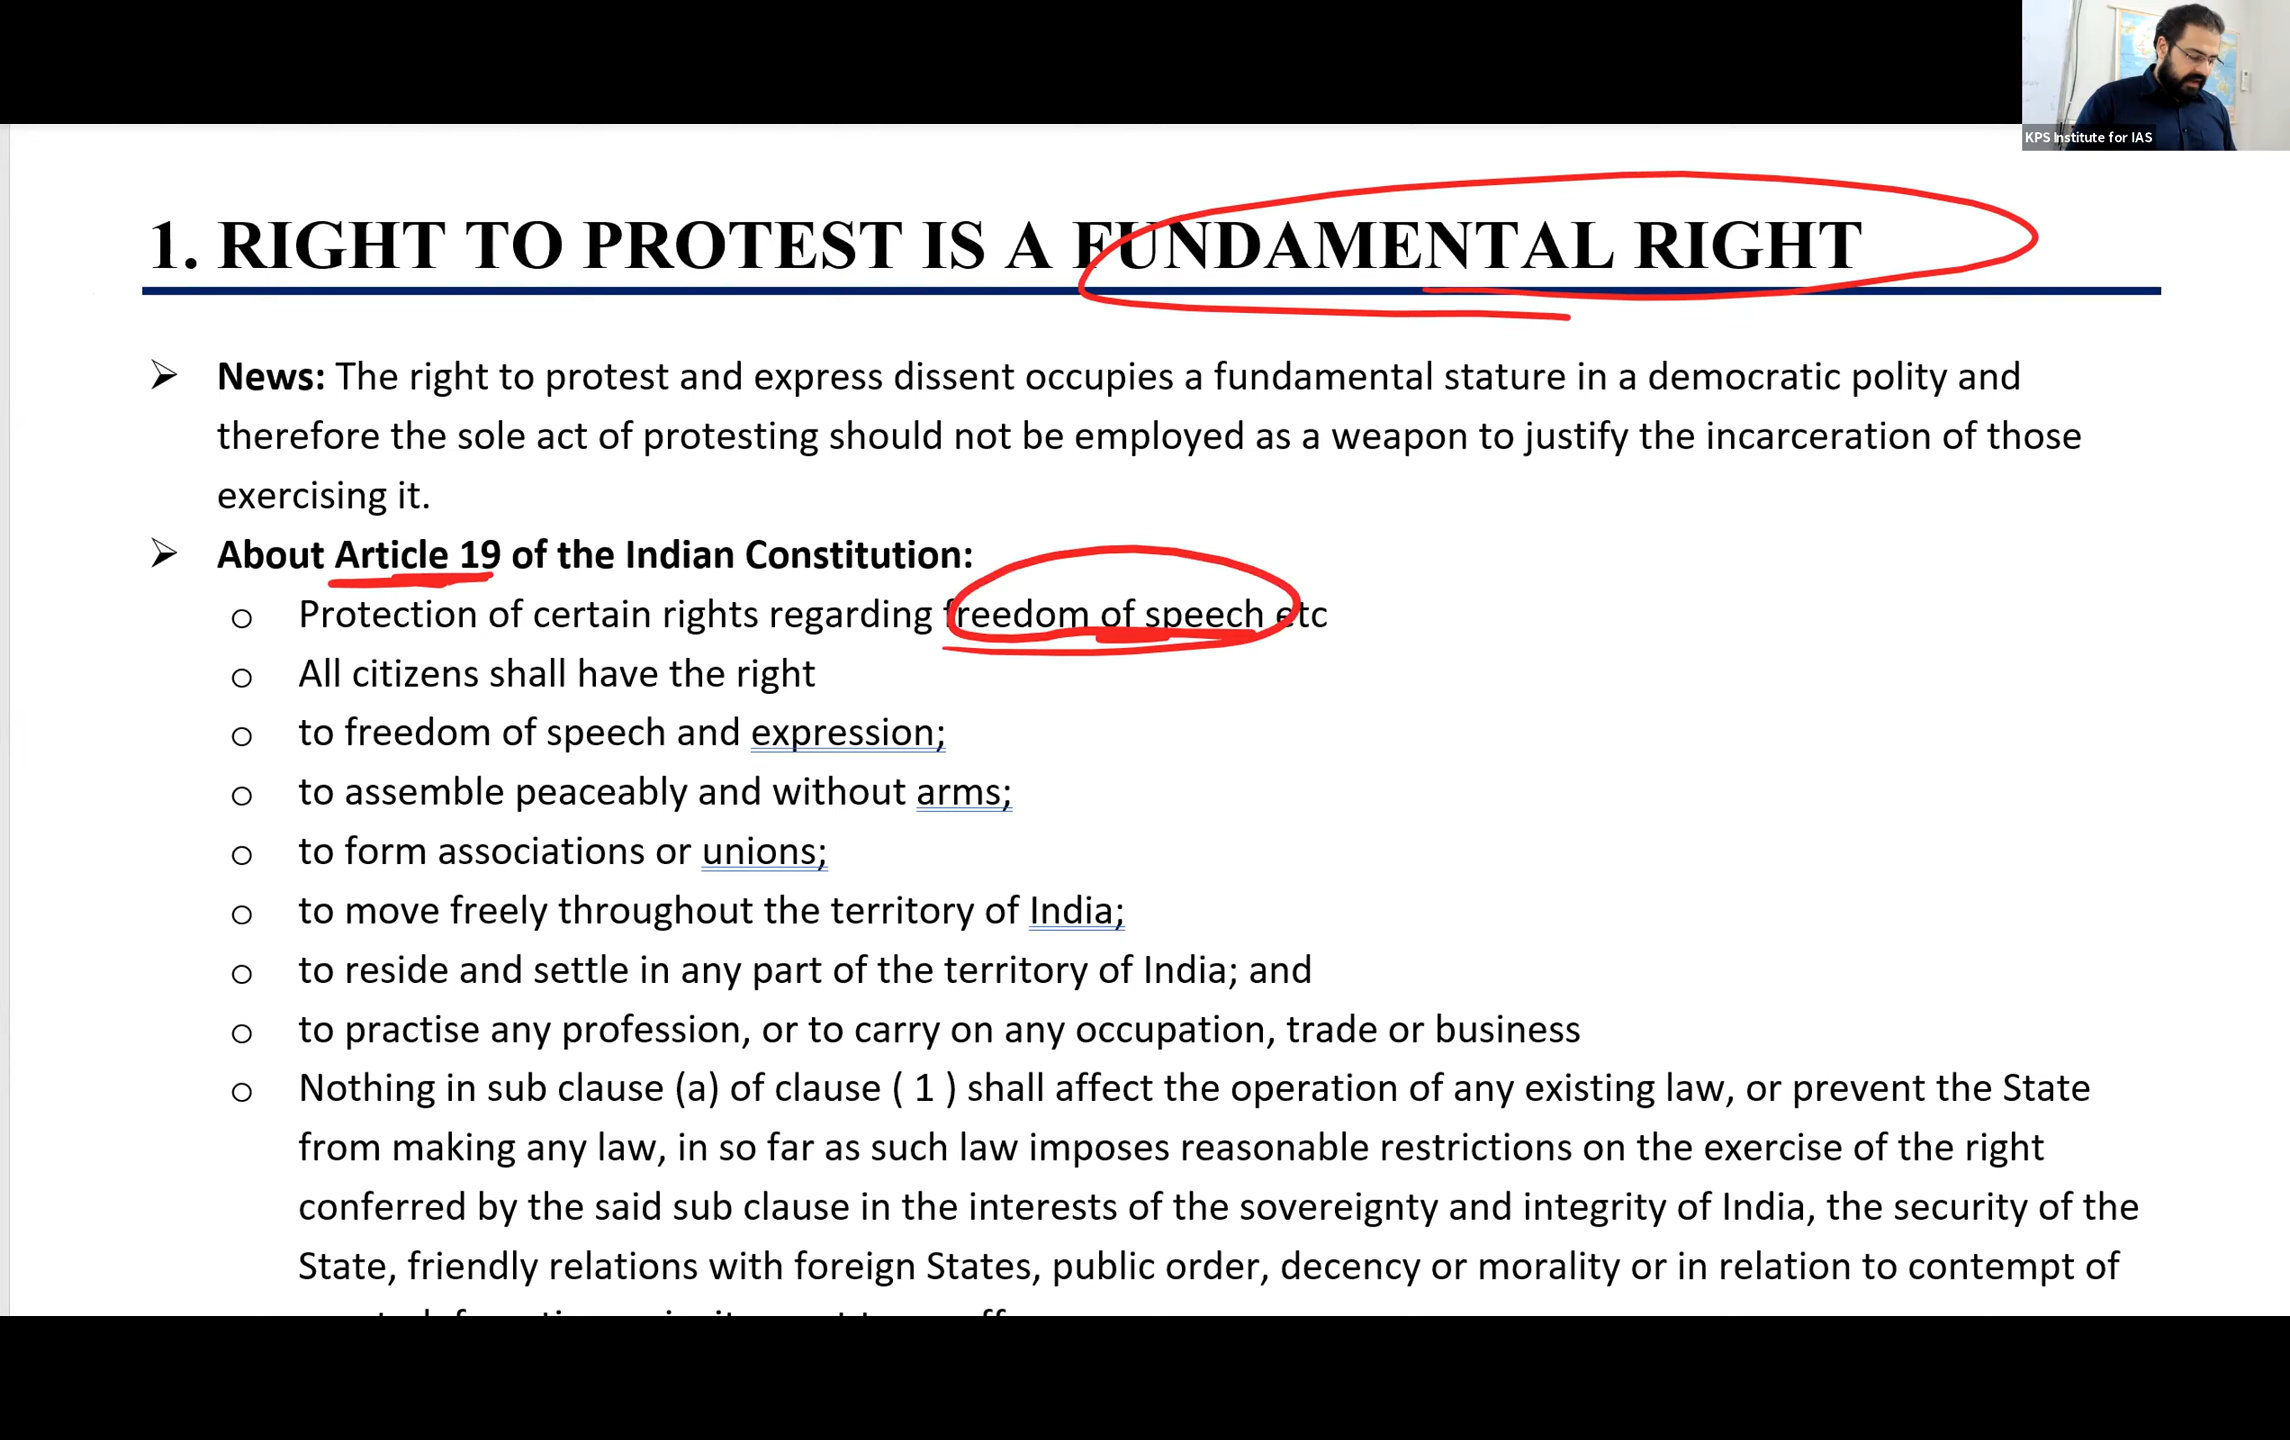 KPS Institute for IAS
1. RIGHT TO PROTEST IS A FUNDAMENTAL RIGHT
➢ News: The right to protest and express dissent occupies a fundamental stature in a democratic polity and
therefore the sole act of protesting should not be employed as a weapon to justify the incarceration of those
exercising it.
➢ About Article 19 of the Indian Constitution:
o Protection of certain rights regarding freedom of speech etc
o All citizens shall have the right
o to freedom of speech and expression;
o to assemble peaceably and without arms;
o to form associations or unions;
o to move freely throughout the territory of India;
o to reside and settle in any part of the territory of India; and
o to practise any profession, or to carry on any occupation, trade or business
o Nothing in sub clause (a) of clause ( 1 ) shall affect the operation of any existing law, or prevent the State
from making any law, in so far as such law imposes reasonable restrictions on the exercise of the right
conferred by the said sub clause in the interests of the sovereignty and integrity of India, the security of the
State, friendly relations with foreign States, public order, decency or morality or in relation to contempt of